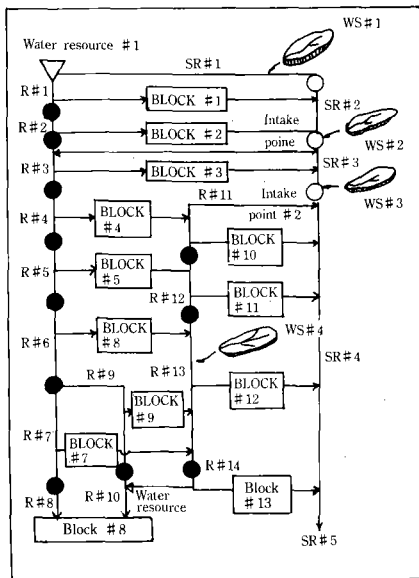 WS#1
Water resource #1
SR#1
R#1
BLOCK #1
SR#2
R#2
BLOCK #2
Intake
poine
WS#2
SR#3
R#3
BLOCK #3
R#11
Intake
point #2
WS#3
R#4
BLOCK
#4
BLOCK
#10
R#5
BLOCK
#5
R#12
BLOCK
#11
R#6
BLOCK
#8
WS#4
SR#4
R#9
R#13
BLOCK
#9
BLOCK
#12
R#7
BLOCK
#7
R#14
R#8
R#10
Water
resource
Block
#13
Block #8
SR#5